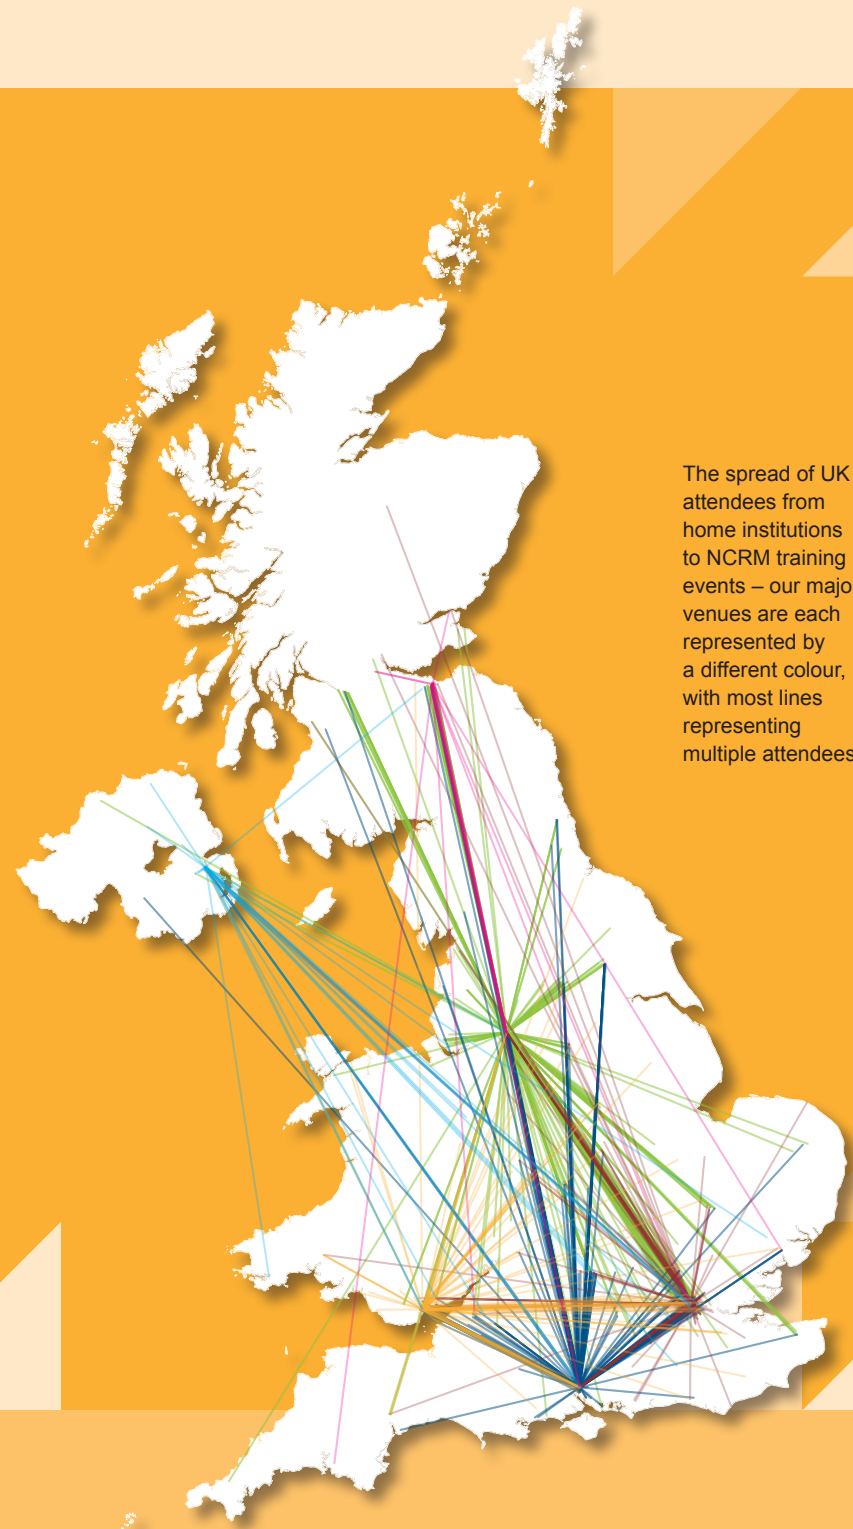 The spread of UK
attendees from
home institutions
to NCRM training
events – our majo
venues are each
represented by
a different colour,
with most lines
representing
multiple attendees